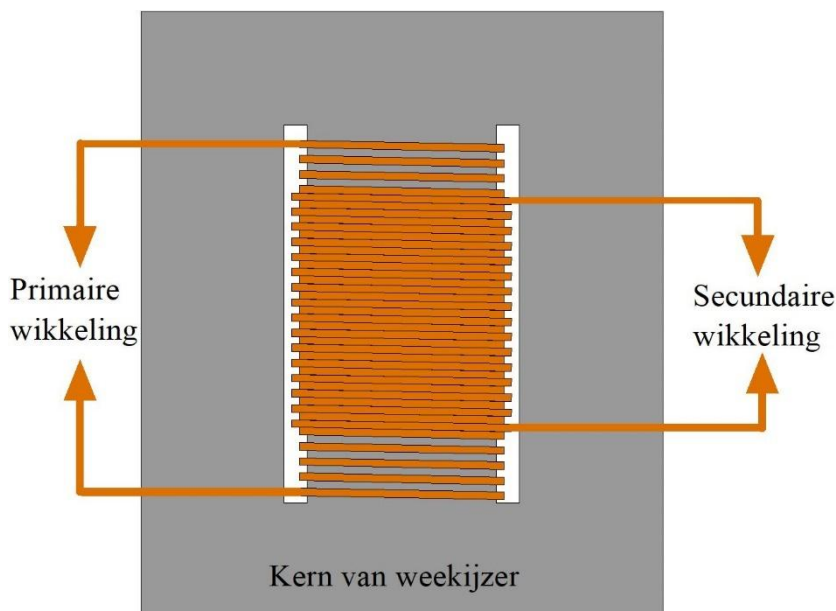 Primaire
wikkeling
Secundaire
wikkeling
Kern van weekijzer